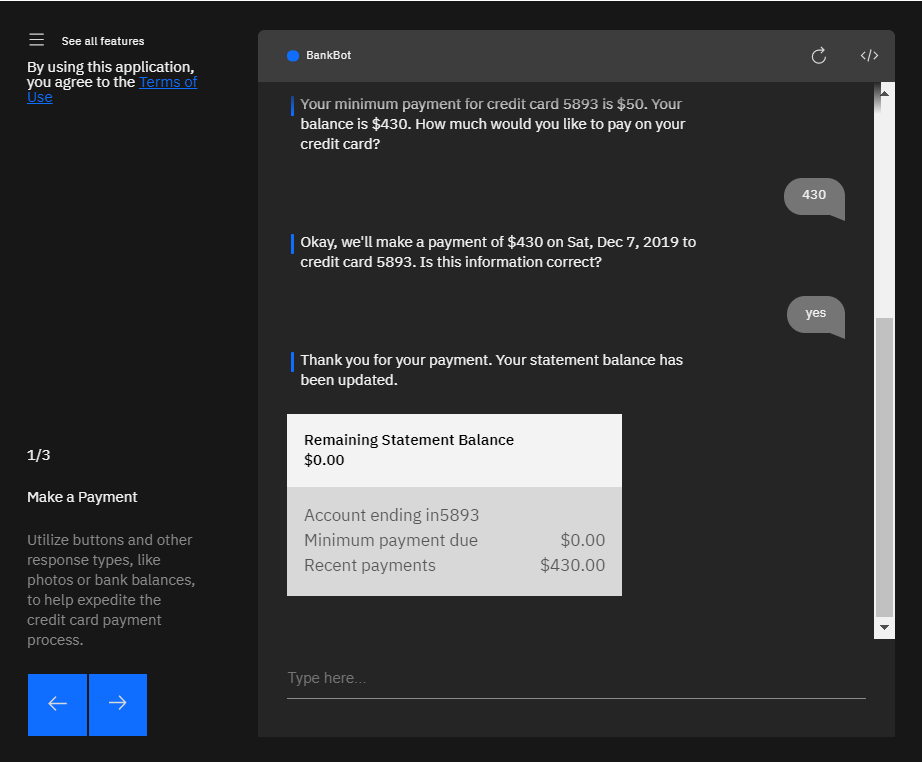 See all features
By using this application,
you agree to the Terms of
Use
1/3
Make a Payment
Utilize buttons and other
response types, like
photos or bank balances,
to help expedite the
credit card payment
process.
BankBot
</>
Your minimum payment for credit card 5893 is $50. Your
balance is $430. How much would you like to pay on your
credit card?
430
Okay, we'll make a payment of $430 on Sat, Dec 7, 2019 to
credit card 5893. Is this information correct?
yes
Thank you for your payment. Your statement balance has
been updated.
Remaining Statement Balance
$0.00
Account ending in5893
Minimum payment due $0.00
Recent payments $430.00
Type here...